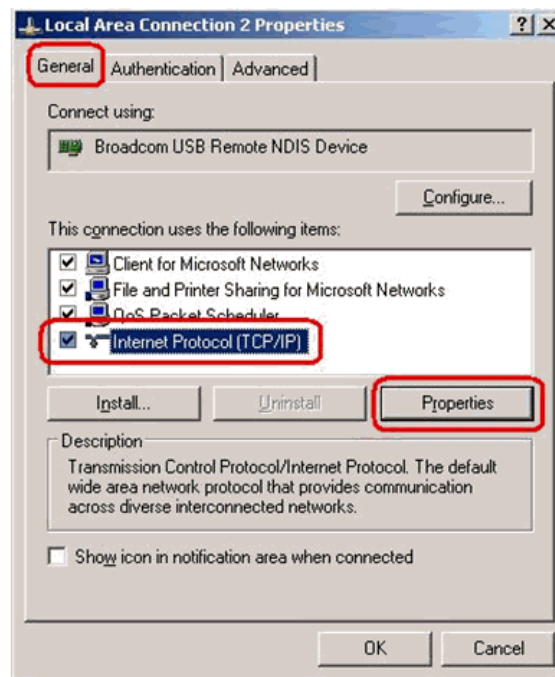 Local Area Connection 2 Properties
General
Authentication
Advanced
Connect using:
Broadcom USB Remote NDIS Device
Configure...
This connection uses the following items:
Client for Microsoft Networks
File and Printer Sharing for Microsoft Networks
QoS Packet Scheduler
Internet Protocol (TCP/IP)
Install...
Uninstall
Properties
Description
Transmission Control Protocol/Internet Protocol. The default
wide area network protocol that provides communication
across diverse interconnected networks.
Show icon in notification area when connected
OK
Cancel